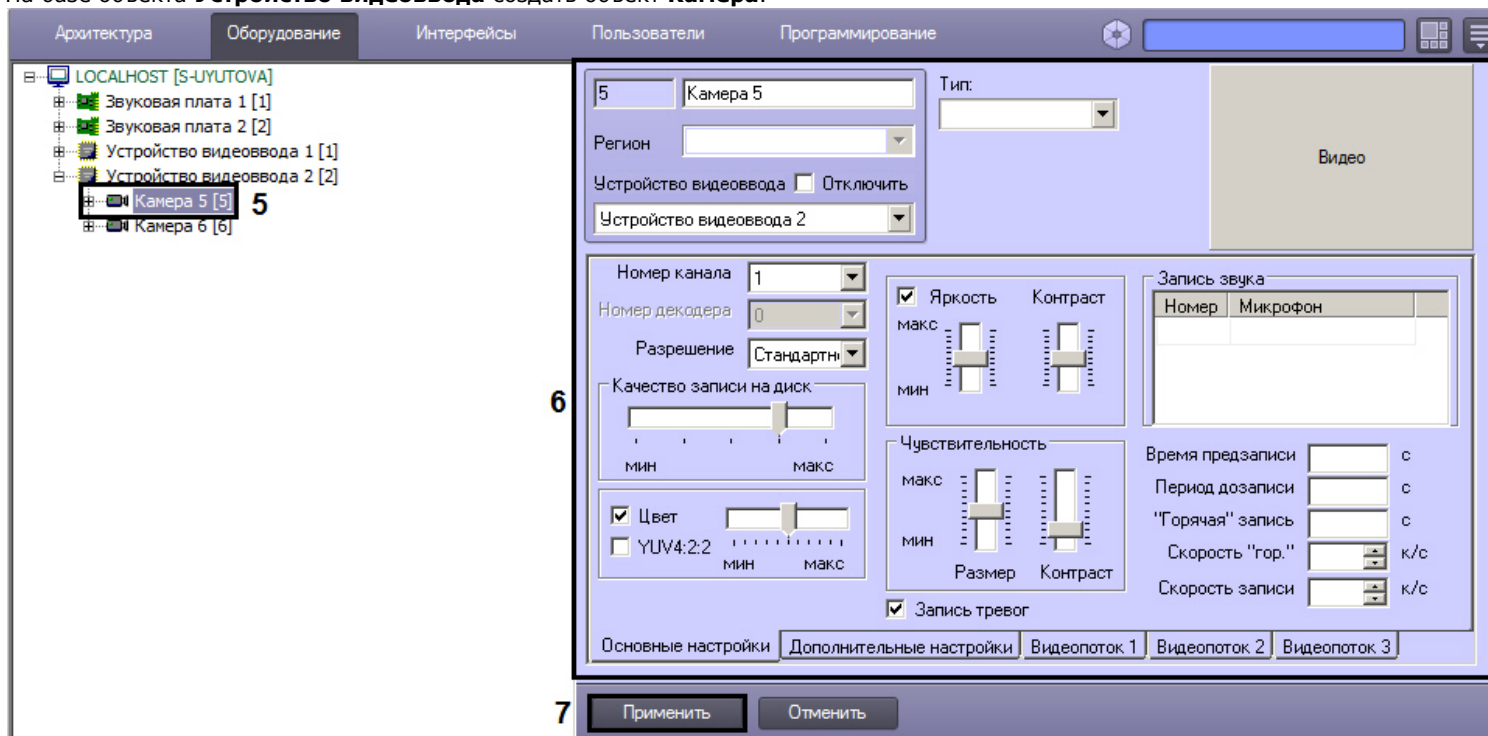 на базе объекта Устройство видеоввода создать объект Камера.
Архитектура Оборудование Интерфейсы Пользователи Программирование
LOCALHOST [S-UYUTOVA]
Звуковая плата 1 [1]
Звуковая плата 2 [2]
Устройство видеоввода 1 [1]
Устройство видеоввода 2 [2]
Камера 5 [5] 5
Камера 6 [6]
5 Камера 5
Тип:
Регион
Устройство видеоввода Отключить
Устройство видеоввода 2
Видео
6
Номер канала 1
Номер декодера 0
Разрешение Стандартн
Качество записи на диск
мин макс
Цвет
YUV4:2:2
мин макс
Яркость Контраст
макс
мин
Чувствительность
макс
мин
Размер Контраст
Запись тревог
Запись звука
Номер Микрофон
Время предзаписи с
Период дозаписи с
"Горячая" запись с
Скорость "гор." к/с
Скорость записи к/с
Основные настройки Дополнительные настройки Видеопоток 1 Видеопоток 2 Видеопоток 3
7 Применить Отменить